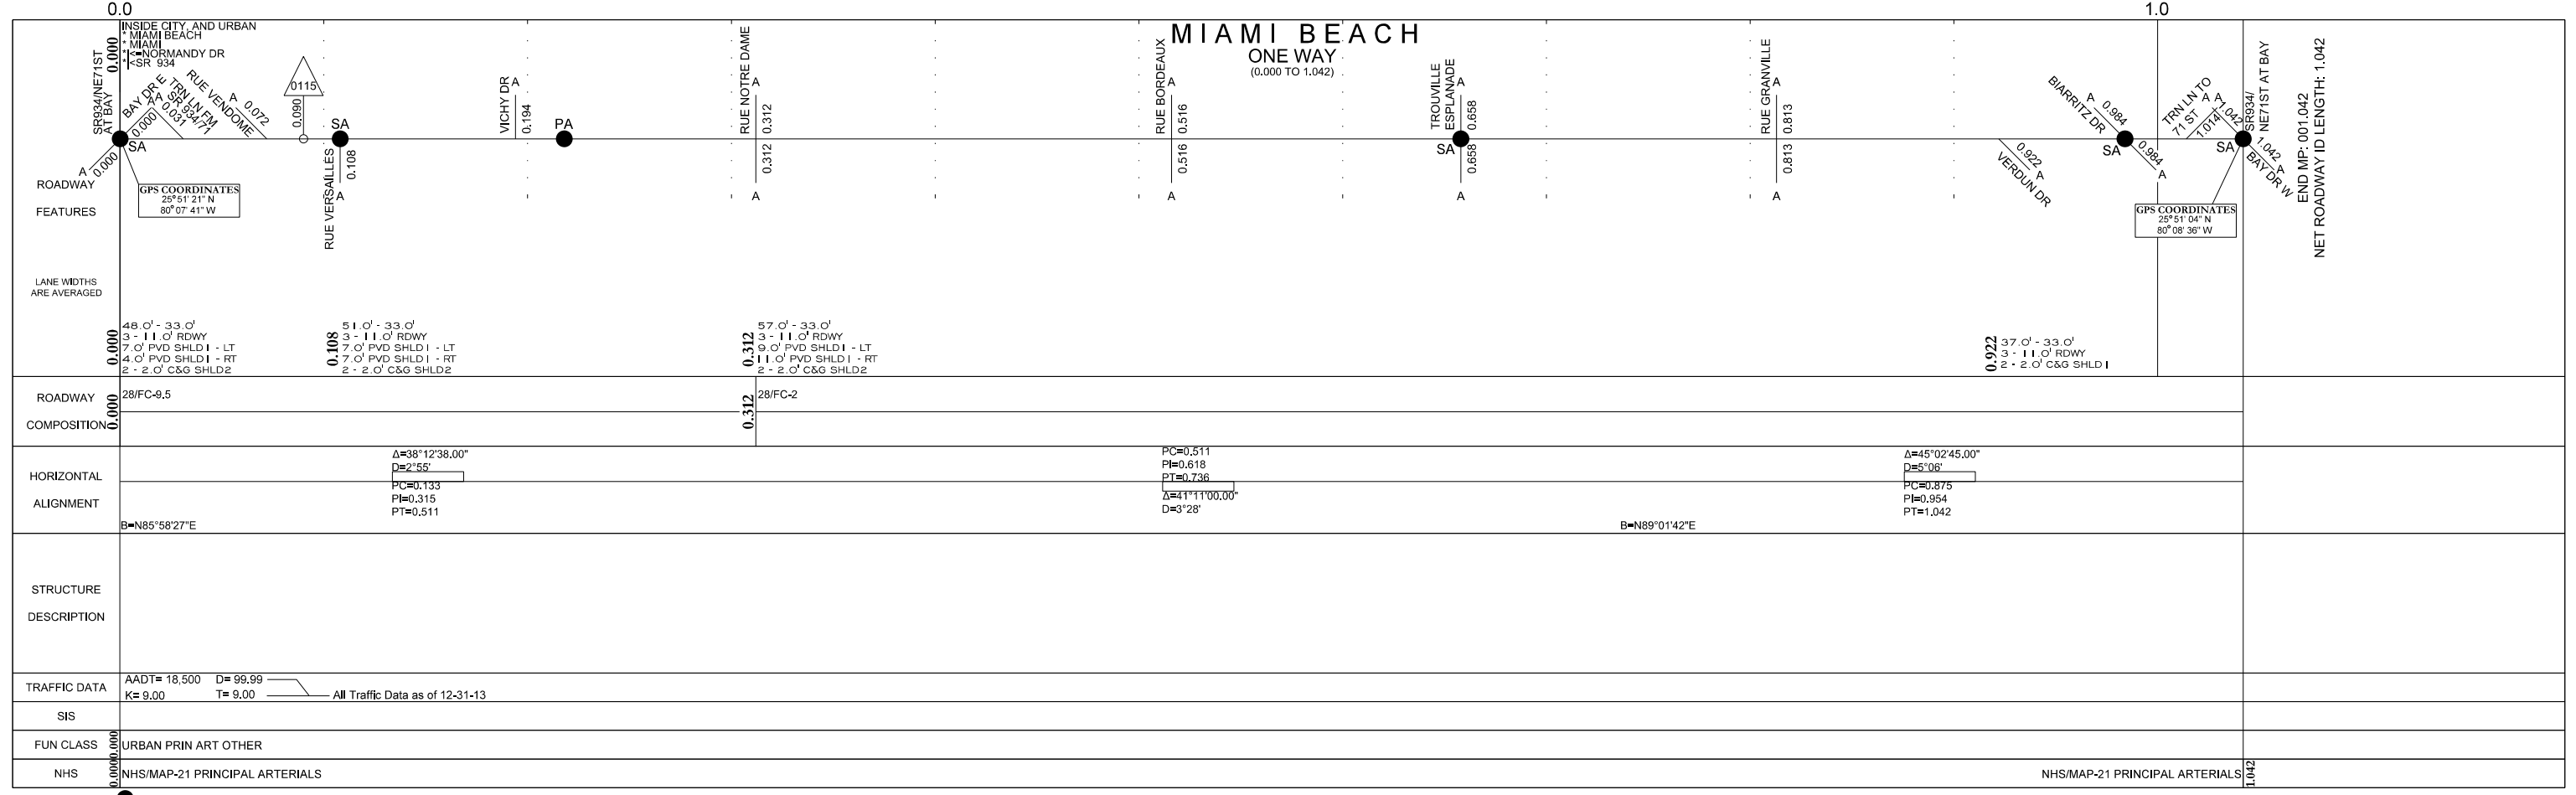 0.0
1.0
MIAMI BEACH
ONE WAY
(0.000 TO 1.042)
INSIDE CITY, AND URBAN
* MIAMI BEACH
* MIAMI
*|<=NORMANDY DR
*|<SR 934
SR934/NE71ST
AT BAY
0.000
BAY DR E
A
0.000
TRN LN FM
SR 934/71
A
0.031
RUE VENDOME
A
0.072
0115
0.090
SA
A
0.000
GPS COORDINATES
25°51' 21" N
80°07' 41" W
SA
RUE VERSAILLES
0.108
A
VICHY DR
A
0.194
PA
RUE NOTRE DAME
A
0.312
0.312
A
RUE BORDEAUX
A
0.516
0.516
A
TROUVILLE
ESPLANADE
A
0.658
SA
0.658
A
RUE GRANVILLE
A
0.813
0.813
A
0.922
A
VERDUN DR
BIARRITZ DR
A
0.984
SA
0.984
A
TRN LN TO
71 ST
A
1.014
A
1.042
SA
SR934/
NE71ST AT BAY
1.042
A
BAY DR W
GPS COORDINATES
25°51' 04" N
80°08' 36" W
END MP: 001.042
NET ROADWAY ID LENGTH: 1.042
ROADWAY
FEATURES
LANE WIDTHS
ARE AVERAGED
0.000
48.0' - 33.0'
3 - 11.0' RDWY
7.0' PVD SHLD1 - LT
4.0' PVD SHLD1 - RT
2 - 2.0' C&G SHLD2
0.108
51.0' - 33.0'
3 - 11.0' RDWY
7.0' PVD SHLD1 - LT
7.0' PVD SHLD1 - RT
2 - 2.0' C&G SHLD2
0.312
57.0' - 33.0'
3 - 11.0' RDWY
9.0' PVD SHLD1 - LT
11.0' PVD SHLD1 - RT
2 - 2.0' C&G SHLD2
0.922
37.0' - 33.0'
3 - 11.0' RDWY
2 - 2.0' C&G SHLD1
ROADWAY
COMPOSITION
0.000
28/FC-9.5
0.312
28/FC-2
HORIZONTAL
ALIGNMENT
Δ=38°12'38.00"
D=2°55'
PC=0.133
PI=0.315
PT=0.511
B=N85°58'27"E
PC=0.511
PI=0.618
PT=0.736
Δ=41°11'00.00"
D=3°28'
B=N89°01'42"E
Δ=45°02'45.00"
D=5°06'
PC=0.875
PI=0.954
PT=1.042
STRUCTURE
DESCRIPTION
TRAFFIC DATA
AADT= 18,500 D= 99.99
K= 9.00 T= 9.00
All Traffic Data as of 12-31-13
SIS
FUN CLASS
0.000
URBAN PRIN ART OTHER
NHS
0.000
NHS/MAP-21 PRINCIPAL ARTERIALS
NHS/MAP-21 PRINCIPAL ARTERIALS
1.042